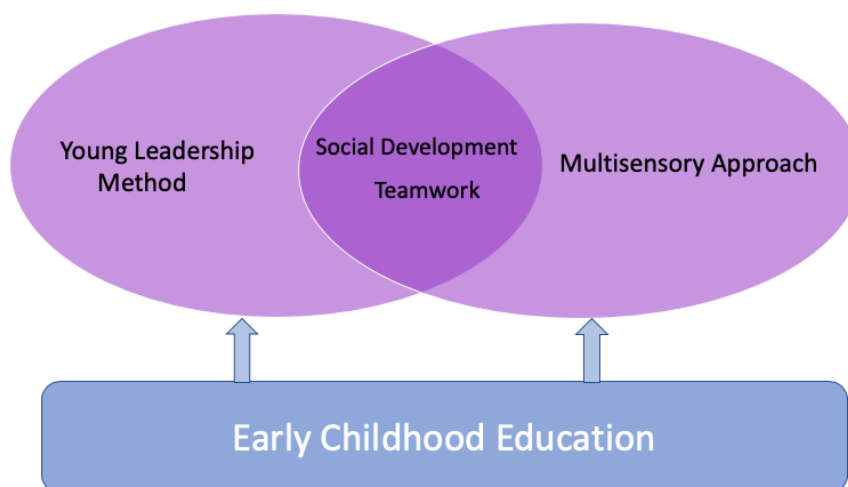 Young Leadership
Method
Social Development
Teamwork
Multisensory Approach
Early Childhood Education